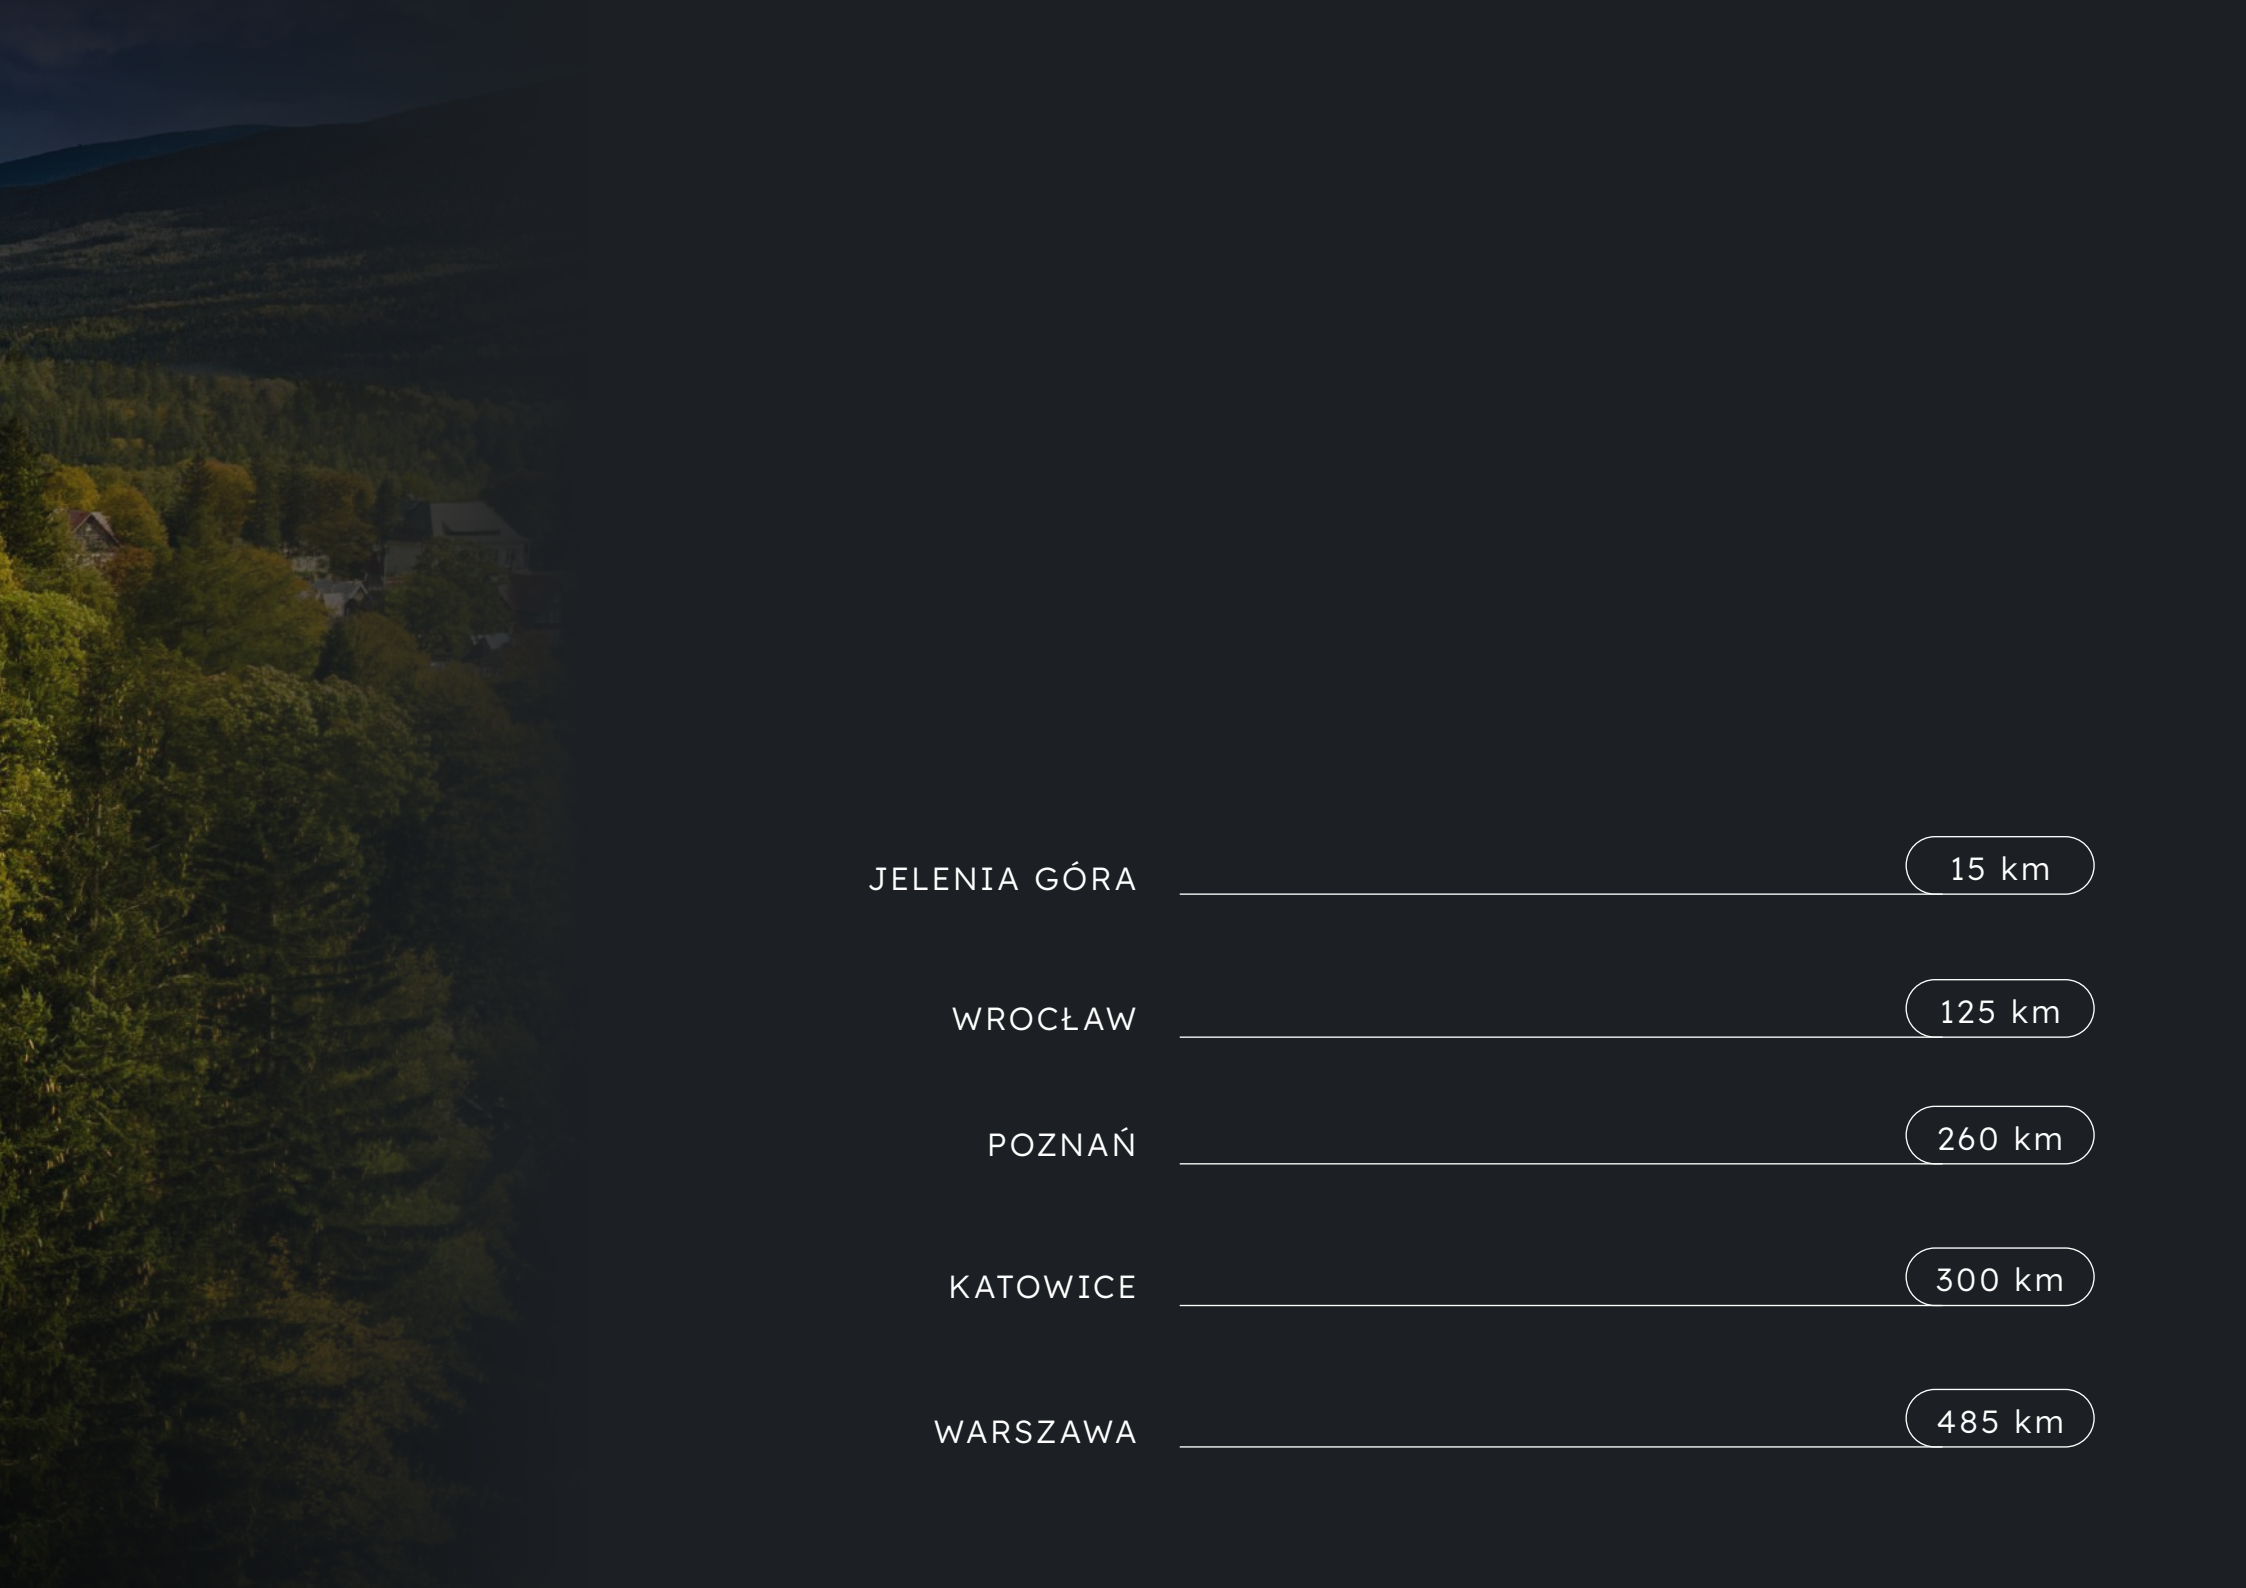 JELENIA GÓRA 15 km
WROCŁAW 125 km
POZNAŃ 260 km
KATOWICE 300 km
WARSZAWA 485 km